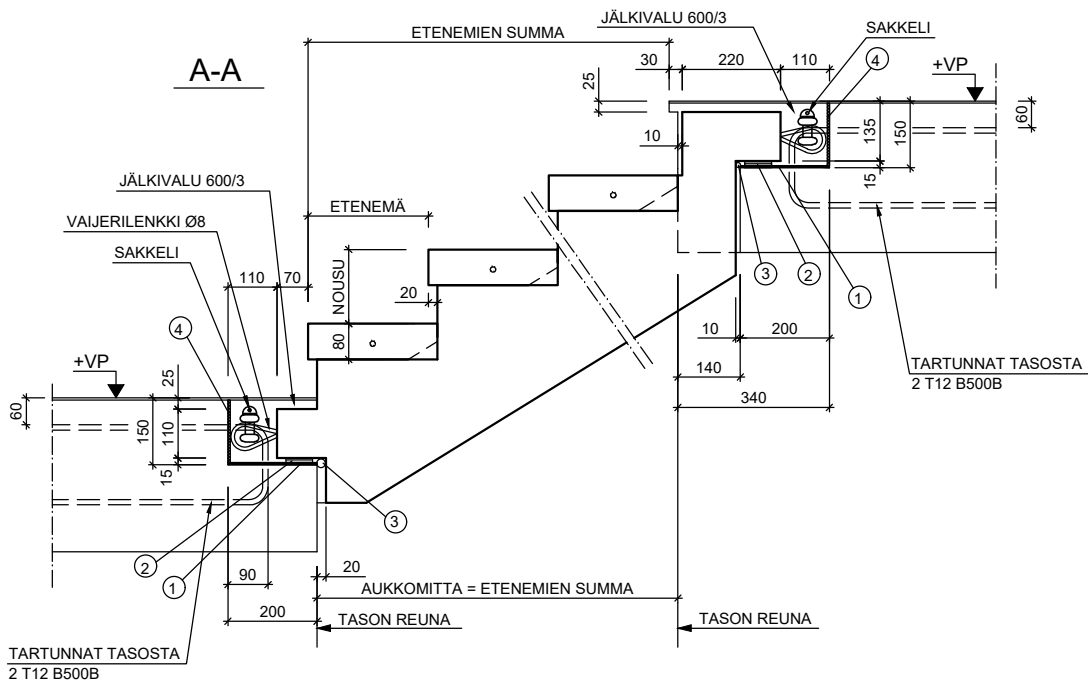 JÄLKIVALU 600/3
SAKKELI
ETENEMIEN SUMMA
A-A
30
220
110
4
+VP
25
10
135
150
60
15
JÄLKIVALU 600/3
ETENEMÄ
VAIJERILENKKI Ø8
SAKKELI
110
70
NOUSU
20
80
3
2
1
10
200
140
340
TARTUNNAT TASOSTA
2 T12 B500B
4
+VP
25
60
150
110
15
3
2
1
90
20
200
AUKKOMITTA = ETENEMIEN SUMMA
TASON REUNA
TASON REUNA
TARTUNNAT TASOSTA
2 T12 B500B